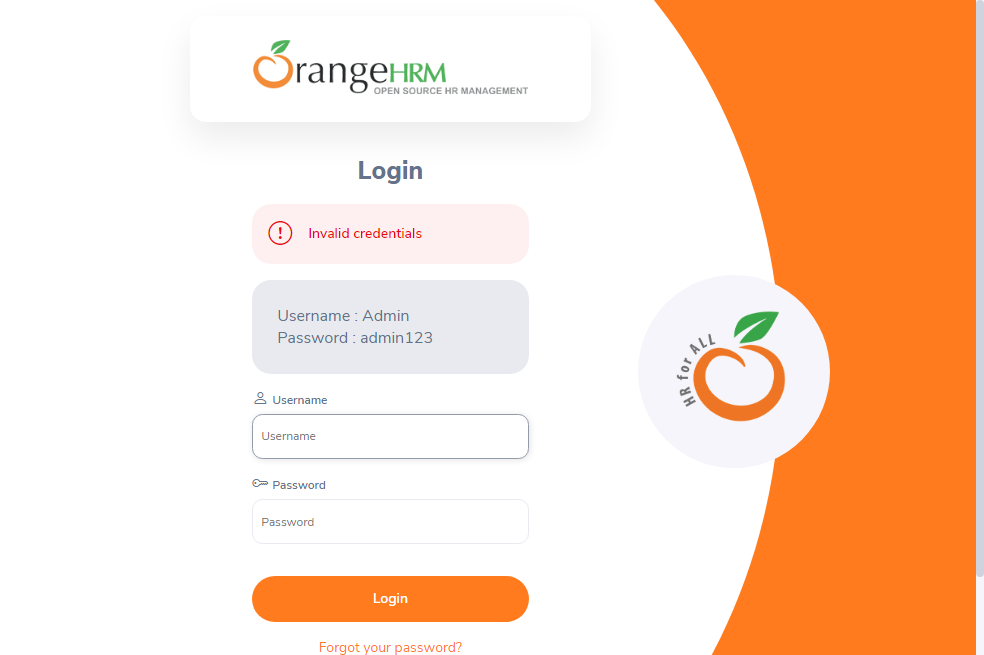 OrangeHRM
OPEN SOURCE HR MANAGEMENT
Login
! Invalid credentials
Username : Admin
Password : admin123
Username
Username
Password
Password
Login
Forgot your password?
HR for ALL